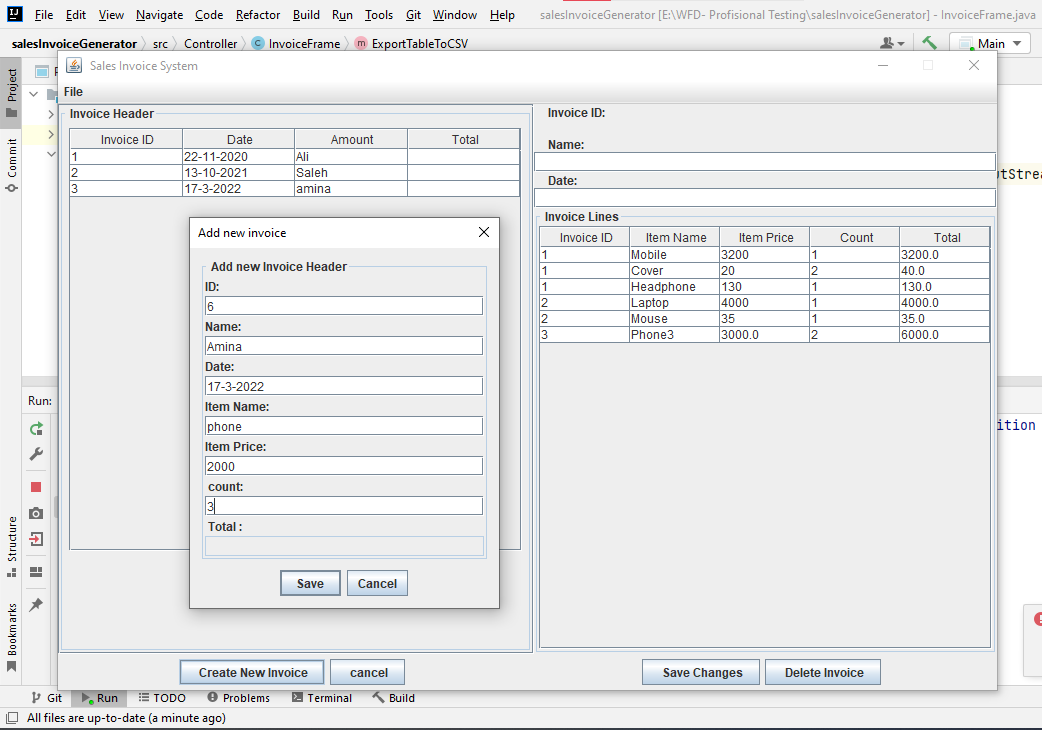 File Edit View Navigate Code Refactor Build Run Tools Git Window Help salesInvoiceGenerator [E:\WFD- Profisional Testing\salesInvoiceGenerator] - InvoiceFrame.java
salesInvoiceGenerator src Controller InvoiceFrame ExportTableToCSV Main
Project
Commit
Structure
Bookmarks
Sales Invoice System
File
Invoice Header
Invoice ID Date Amount Total
1 22-11-2020 Ali
2 13-10-2021 Saleh
3 17-3-2022 amina
Invoice ID:
Name:
Date:
Invoice Lines
Invoice ID Item Name Item Price Count Total
1 Mobile 3200 1 3200.0
1 Cover 20 2 40.0
1 Headphone 130 1 130.0
2 Laptop 4000 1 4000.0
2 Mouse 35 1 35.0
3 Phone3 3000.0 2 6000.0
Add new invoice
Add new Invoice Header
ID:
6
Name:
Amina
Date:
17-3-2022
Item Name:
phone
Item Price:
2000
count:
3
Total :
Save Cancel
Create New Invoice cancel Save Changes Delete Invoice
Run:
ition
Git Run TODO Problems Terminal Build
All files are up-to-date (a minute ago)